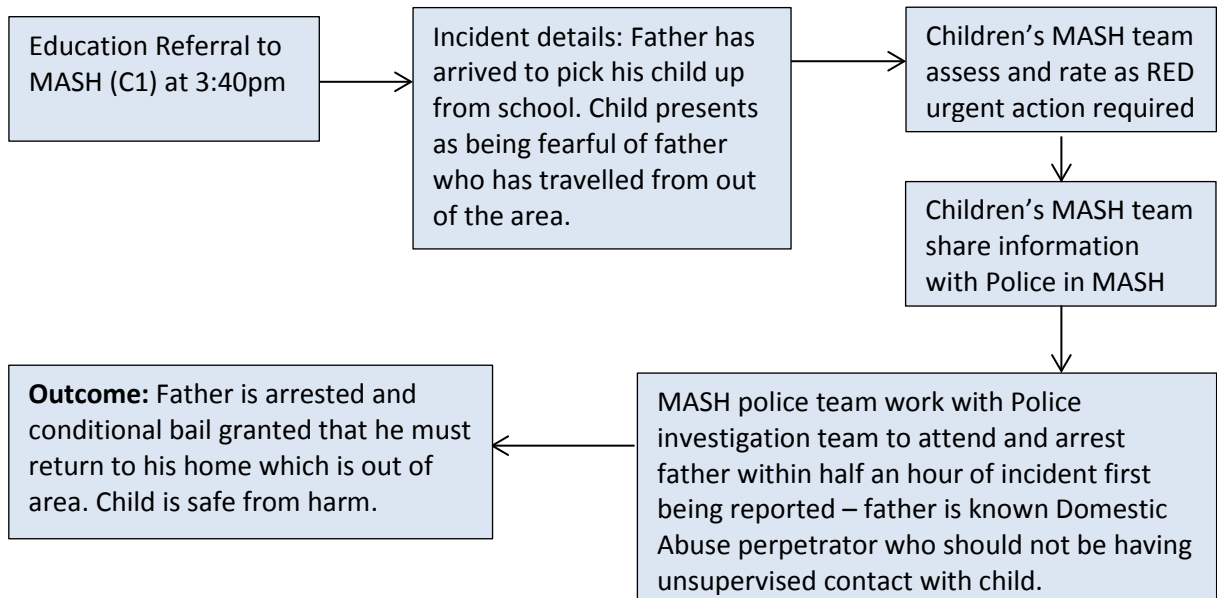 Education Referral to
MASH (C1) at 3:40pm
Incident details: Father has
arrived to pick his child up
from school. Child presents
as being fearful of father
who has travelled from out
of the area.
Children’s MASH team
assess and rate as RED
urgent action required
Children’s MASH team
share information
with Police in MASH
MASH police team work with Police
investigation team to attend and arrest
father within half an hour of incident first
being reported – father is known Domestic
Abuse perpetrator who should not be having
unsupervised contact with child.
Outcome: Father is arrested and
conditional bail granted that he must
return to his home which is out of
area. Child is safe from harm.